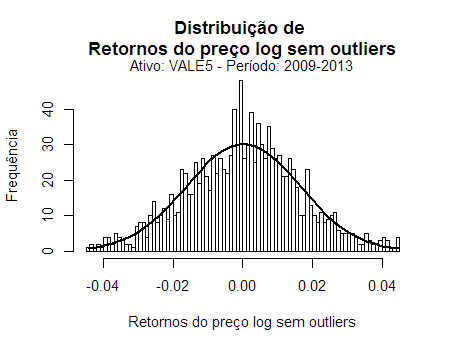 Distribuição de
Retornos do preço log sem outliers
Ativo: VALE5 - Período: 2009-2013
Frequência
40
30
20
10
0
-0.04 -0.02 0.00 0.02 0.04
Retornos do preço log sem outliers